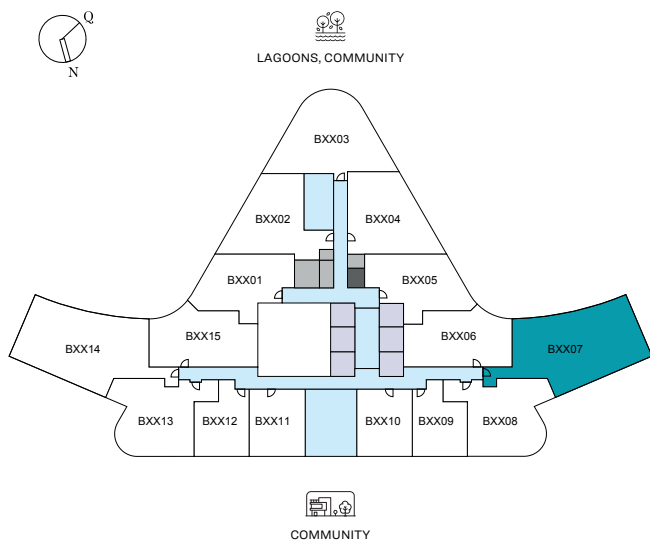 Q
N
LAGOONS, COMMUNITY
BXX03
BXX02
BXX04
BXX01
BXX05
BXX14
BXX15
BXX06
BXX07
BXX13
BXX12
BXX11
BXX10
BXX09
BXX08
COMMUNITY